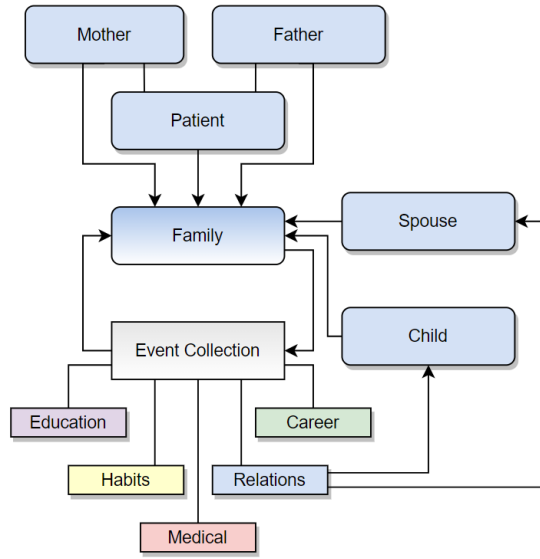 Mother
Father
Patient
Family
Spouse
Event Collection
Child
Education
Career
Habits
Relations
Medical